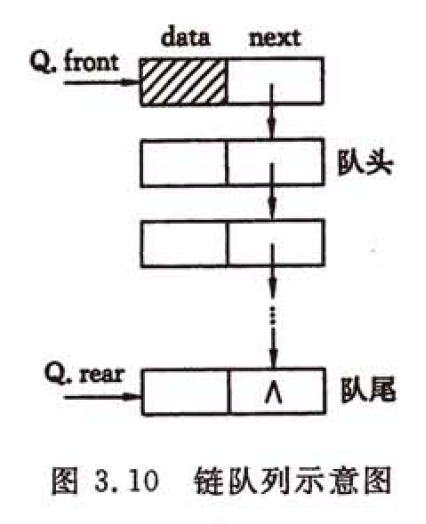 data next
Q. front
队头
Q. rear
∧
队尾
图 3.10 链队列示意图